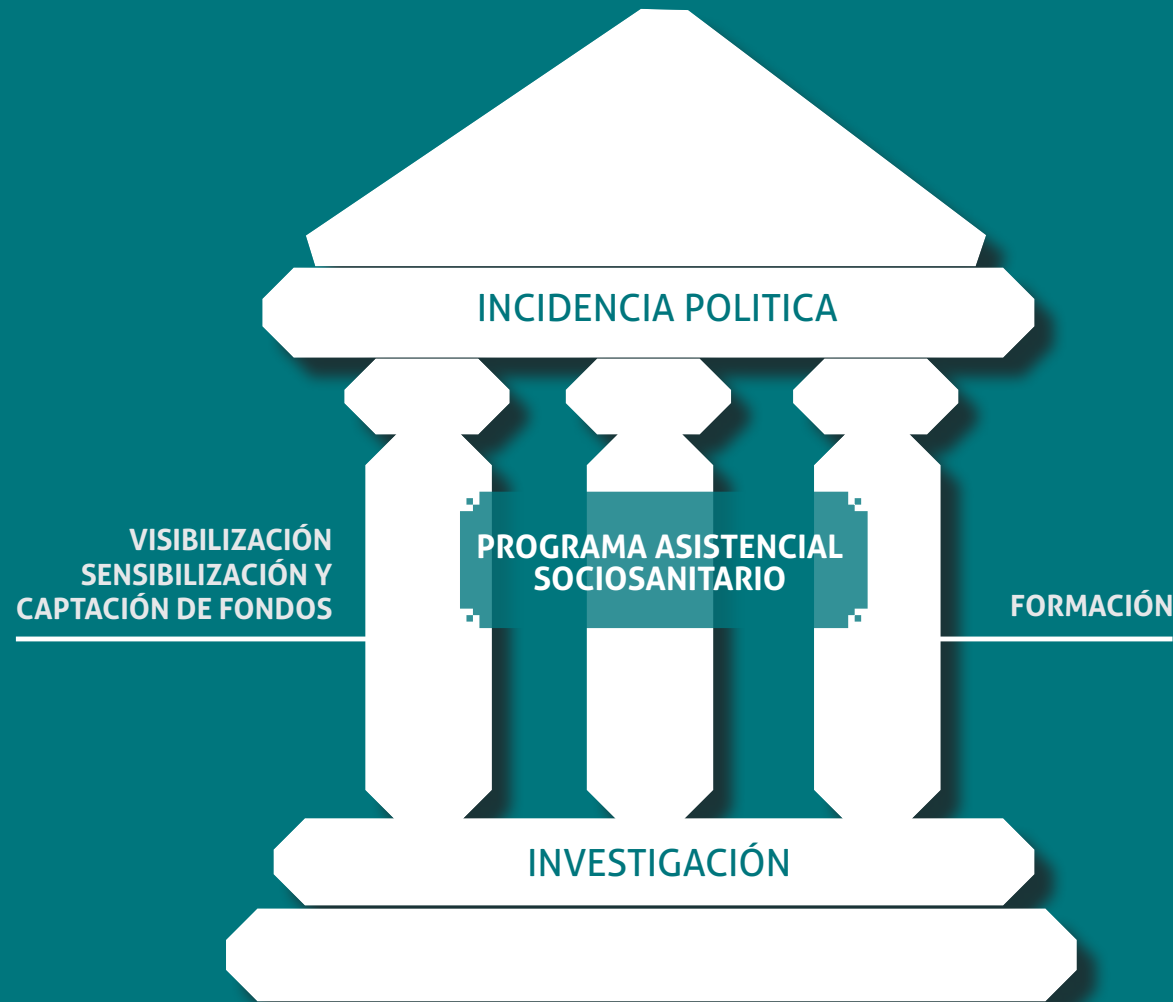 INCIDENCIA POLITICA
VISIBILIZACIÓN
SENSIBILIZACIÓN Y
CAPTACIÓN DE FONDOS
PROGRAMA ASISTENCIAL
SOCIOSANITARIO
FORMACIÓN
INVESTIGACIÓN